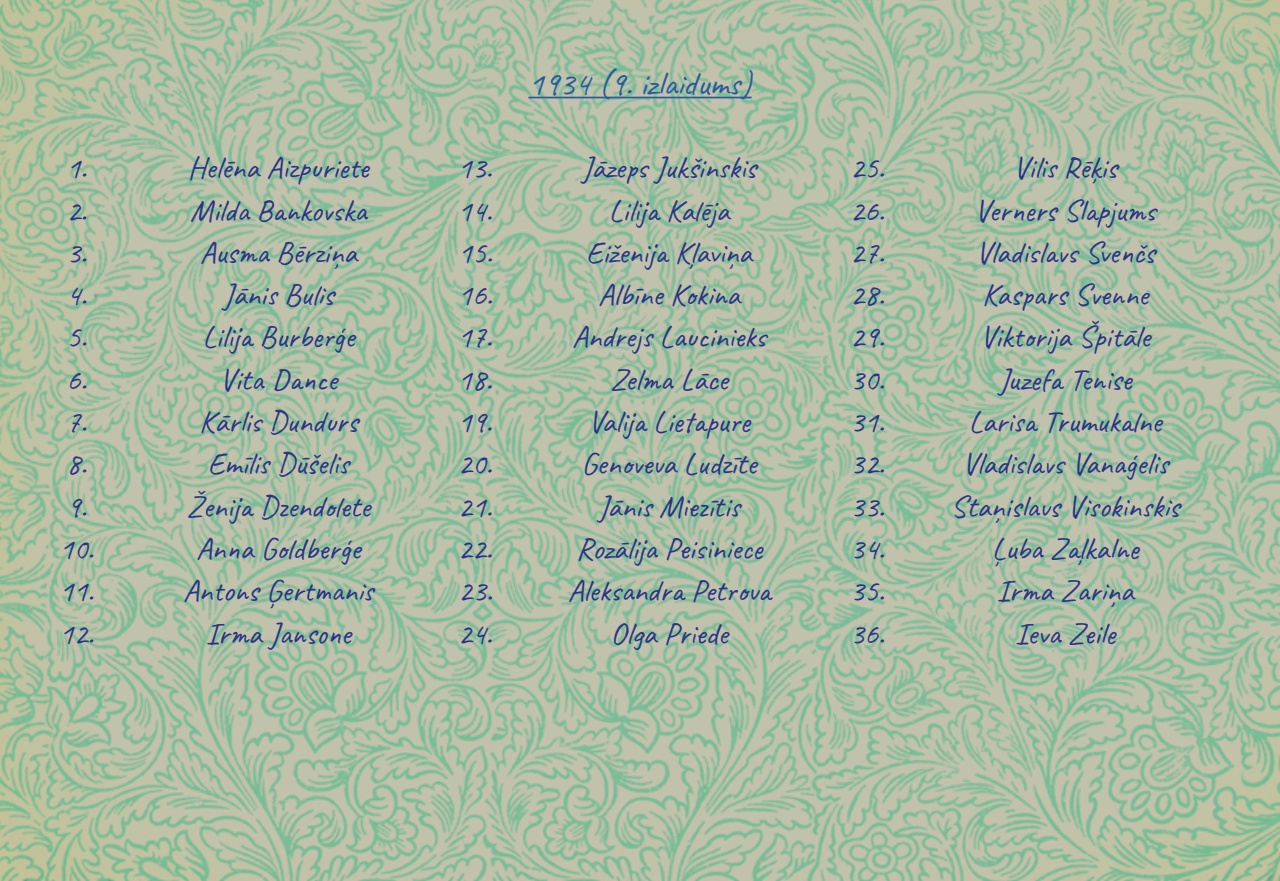 1934 (9. izlaidums)
1. Helēna Aizpuriete
2. Milda Bankovska
3. Ausma Bērziņa
4. Jānis Bulis
5. Lilija Burberģe
6. Vita Dance
7. Kārlis Dundurs
8. Emīlis Dūšelis
9. Ženija Dzendolete
10. Anna Goldberģe
11. Antons Ģertmanis
12. Irma Jansone
13. Jāzeps Jukšinskis
14. Lilija Kalēja
15. Eiženija Kļaviņa
16. Albīne Kokina
17. Andrejs Laucinieks
18. Zelma Lāce
19. Valija Lietapure
20. Genoveva Ludzīte
21. Jānis Miezītis
22. Rozālija Peisiniece
23. Aleksandra Petrova
24. Olga Priede
25. Vilis Rēķis
26. Verners Slapjums
27. Vladislavs Svenčs
28. Kaspars Svenne
29. Viktorija Špitāle
30. Juzefa Tenise
31. Larisa Trumukalne
32. Vladislavs Vanaģelis
33. Staņislavs Visokinskis
34. Ļuba Zaļkalne
35. Irma Zariņa
36. Ieva Zeile